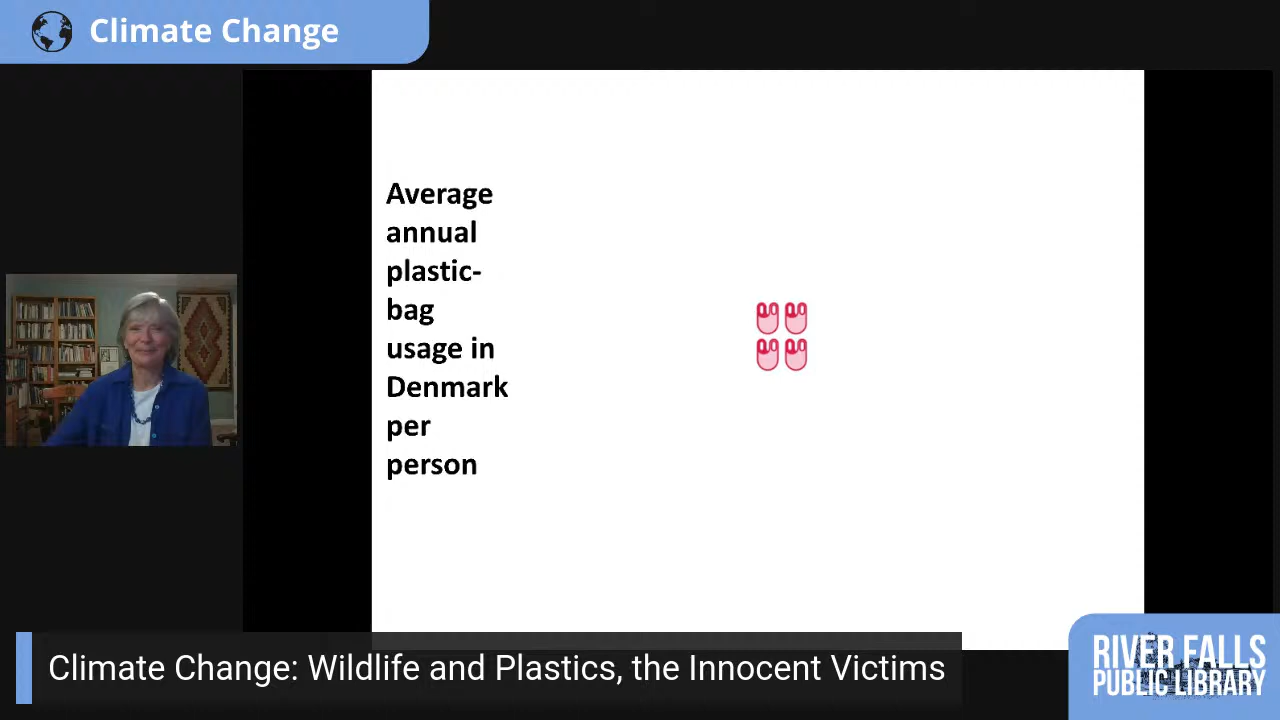 Climate Change
Average
annual
plastic-
bag
usage in
Denmark
per
person
Climate Change: Wildlife and Plastics, the Innocent Victims
RIVER FALLS
PUBLIC LIBRARY